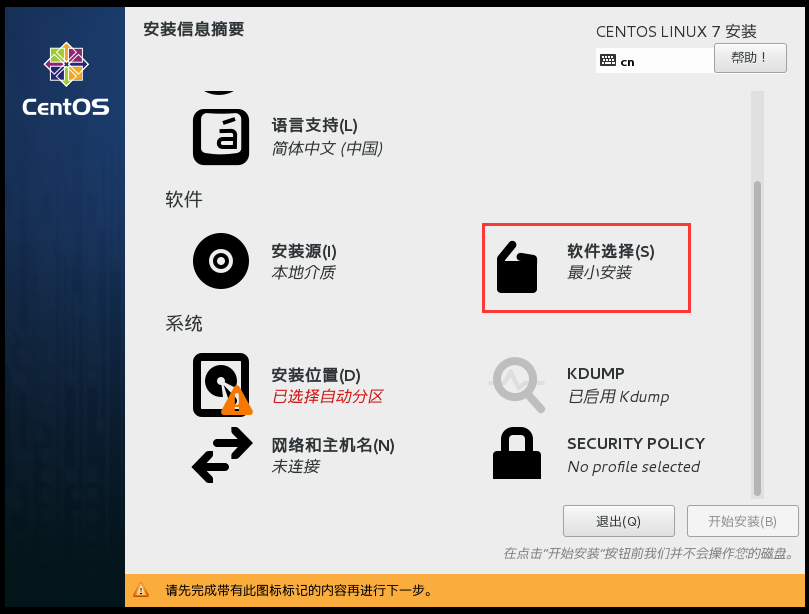 安装信息摘要
CENTOS LINUX 7 安装
cn
帮助！
CentOS
语言支持(L)
简体中文 (中国)
软件
安装源(I)
本地介质
软件选择(S)
最小安装
系统
安装位置(D)
已选择自动分区
KDUMP
已启用 Kdump
网络和主机名(N)
未连接
SECURITY POLICY
No profile selected
退出(Q)
开始安装(B)
在点击"开始安装"按钮前我们并不会操作您的磁盘。
请先完成带有此图标标记的内容再进行下一步。